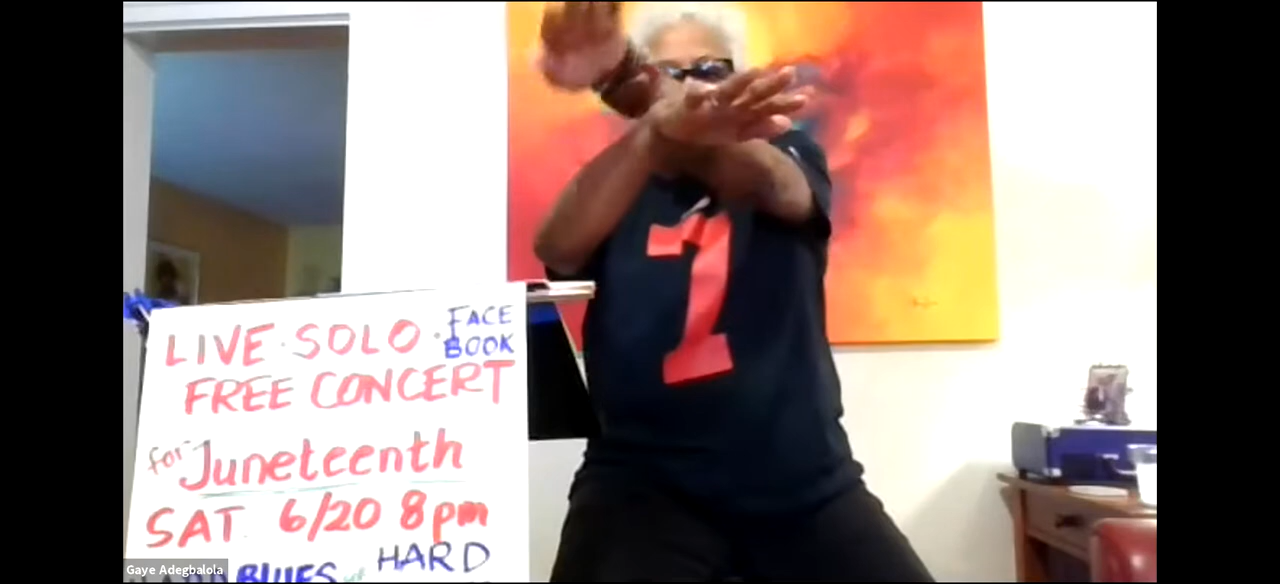 LIVE · SOLO · FACE
BOOK
FREE CONCERT
for Juneteenth
SAT 6/20 8pm
HARD
BLUES
7
Gaye Adegbalola